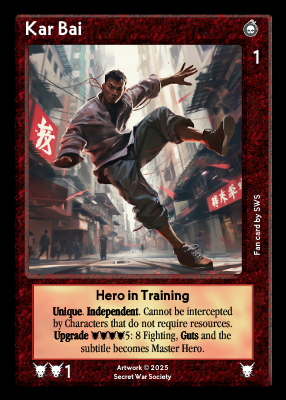 Kar Bai
1
Fan card by SWS
Hero in Training
Unique. Independent. Cannot be intercepted
by Characters that do not require resources.
Upgrade 5: 8 Fighting, Guts and the
subtitle becomes Master Hero.
1
Artwork © 2025
Secret War Society